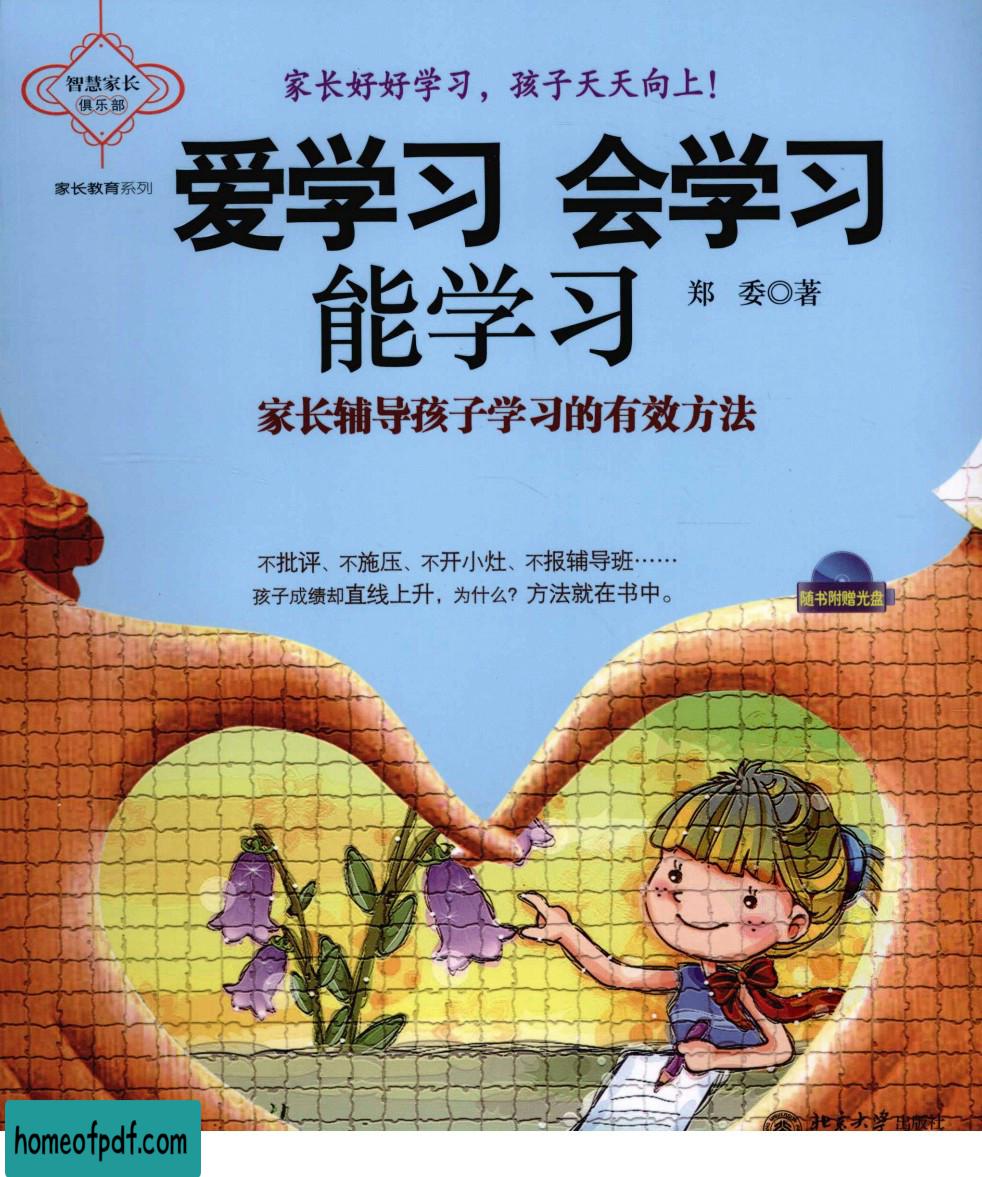 智慧家长
俱乐部
家长教育系列
家长好好学习，孩子天天向上！
爱学习 会学习
能学习
郑 委◎著
家长辅导孩子学习的有效方法
不批评、不施压、不开小灶、不报辅导班……
孩子成绩却直线上升，为什么？方法就在书中。
随书附赠光盘
北京大学出版社
homeofpdf.com